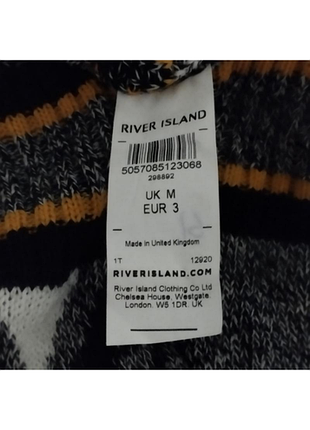 RIVER ISLAND
5057085123068
298892
UK M
EUR 3
Made in United Kingdom
1T 12920
RIVERISLAND.COM
River Island Clothing Co Ltd
Chelsea House, Westgate,
London. W5 1DR. UK